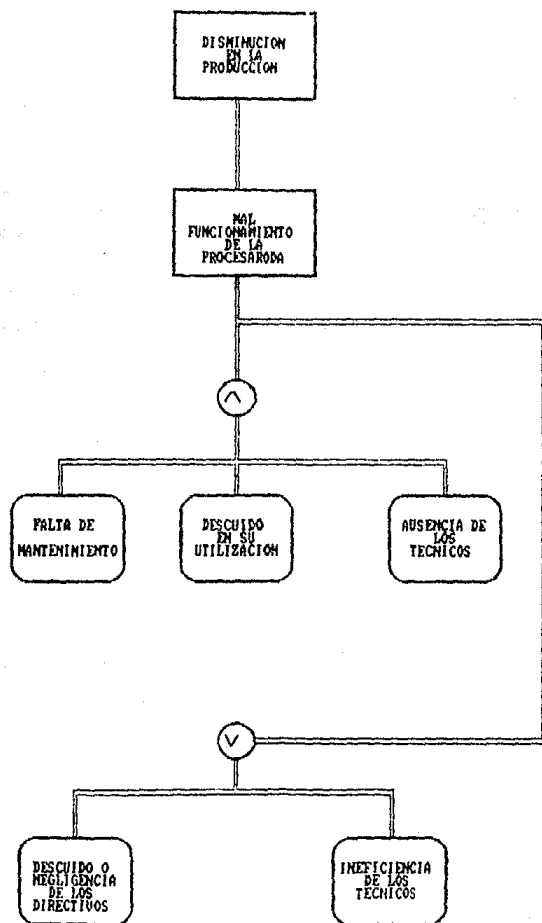 DISMINUCION
EN LA
PRODUCCION
MAL
FUNCIONAMIENTO
DE LA
PROCESARODA
^
FALTA DE
MANTENIMIENTO
DESCUIDO
EN SU
UTILIZACION
AUSENCIA DE
LOS
TECNICOS
v
DESCUIDO O
NEGLIGENCIA
DE LOS
DIRECTIVOS
INEFICIENCIA
DE LOS
TECNICOS